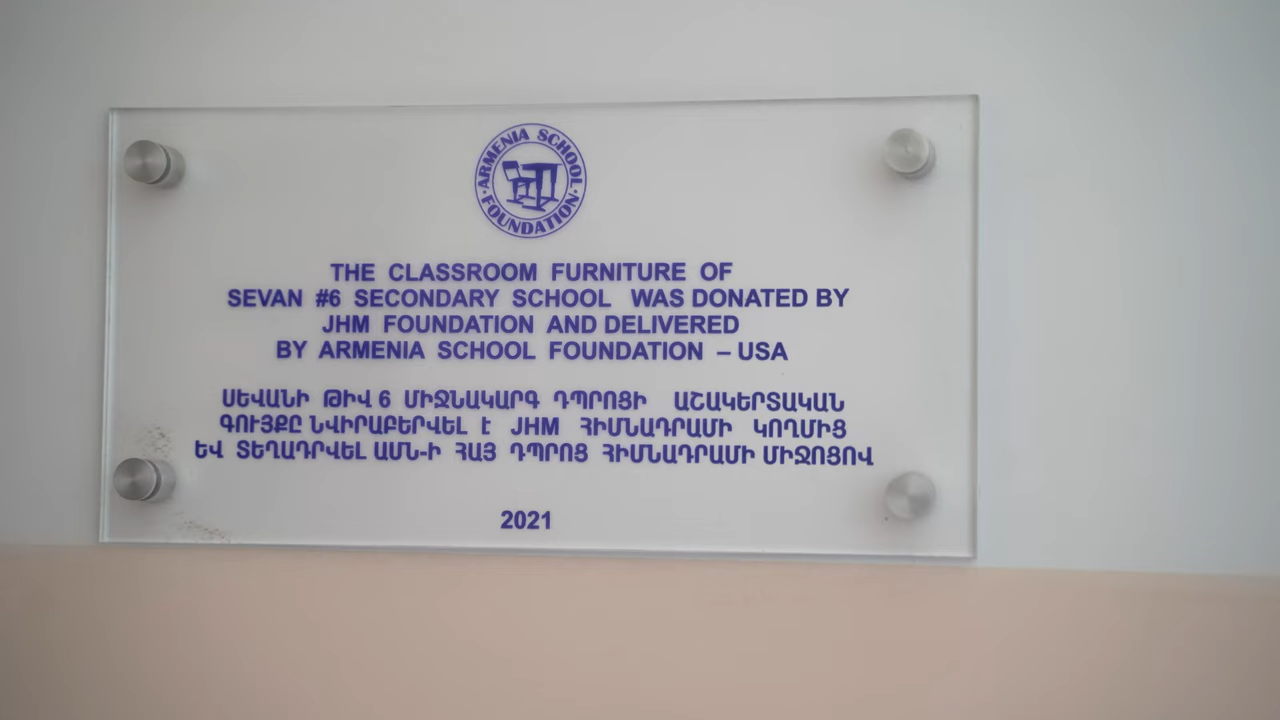 ARMENIA SCHOOL
FOUNDATION
THE CLASSROOM FURNITURE OF
SEVAN #6 SECONDARY SCHOOL WAS DONATED BY
JHM FOUNDATION AND DELIVERED
BY ARMENIA SCHOOL FOUNDATION – USA
ՍԵՎԱՆԻ ԹԻՎ 6 ՄԻՋՆԱԿԱՐԳ ԴՊՐՈՑԻ ԱՇԱԿԵՐՏԱԿԱՆ
ԳՈՒՅՔԸ ՆՎԻՐԱԲԵՐՎԵԼ է JHM ՀԻՄՆԱԴՐԱՄԻ ԿՈՂՄԻՑ
ԵՎ ՏԵՂԱԴՐՎԵԼ ԱՄՆ-Ի ՀԱՅ ԴՊՐՈՑ ՀԻՄՆԱԴՐԱՄԻ ՄԻՋՈՑՈՎ
2021